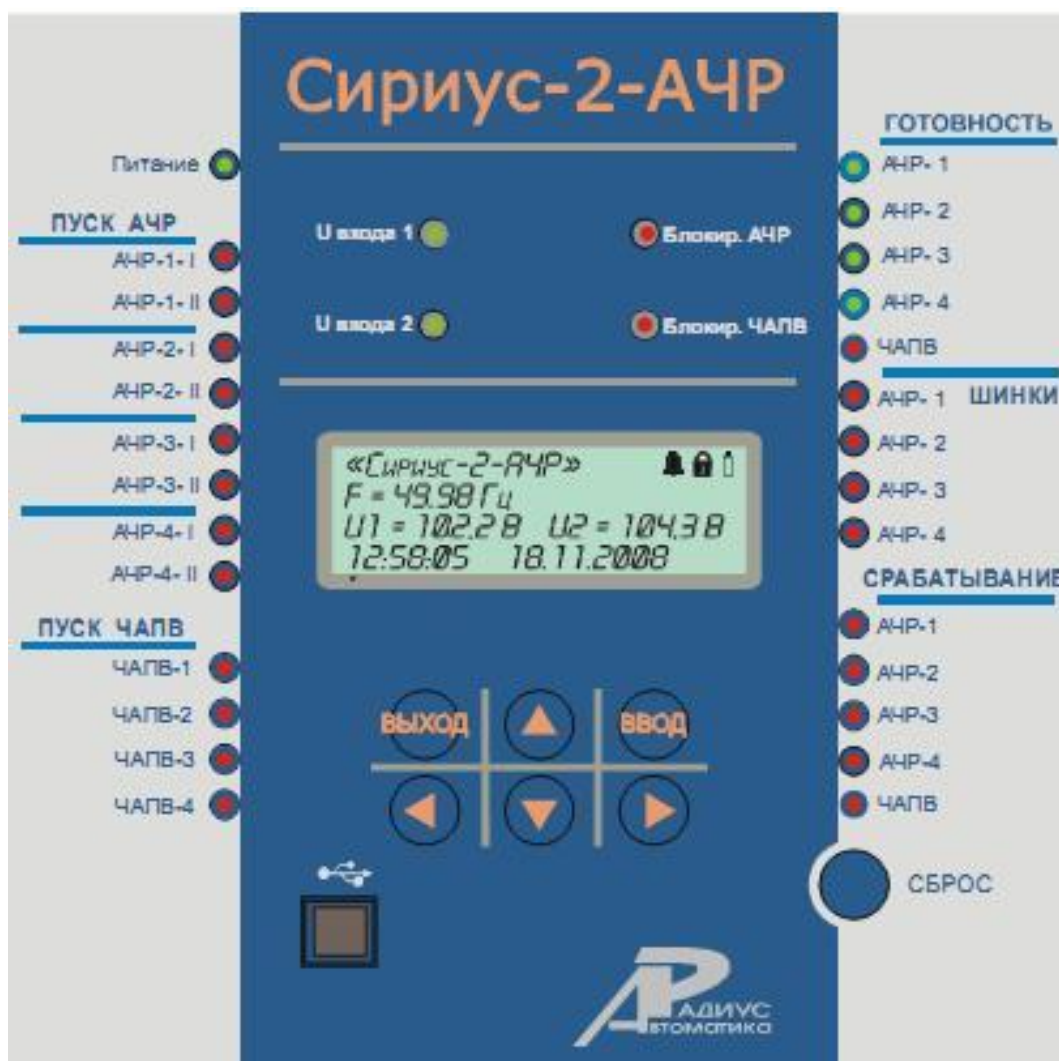 Сириус-2-АЧР
Питание
ПУСК АЧР
АЧР-1- I
АЧР-1- II
АЧР-2- I
АЧР-2- II
АЧР-3- I
АЧР-3- II
АЧР-4- I
АЧР-4- II
ПУСК ЧАПВ
ЧАПВ-1
ЧАПВ-2
ЧАПВ-3
ЧАПВ-4
U входа 1
Блокир. АЧР
U входа 2
Блокир. ЧАПВ
«Сириус-2-АЧР»
F = 49.98 Гц
U1 = 102.2 В U2 = 104.3 В
12:58:05 18.11.2008
ВЫХОД
ВВОД
РАДИУС
Автоматика
ГОТОВНОСТЬ
АЧР- 1
АЧР- 2
АЧР- 3
АЧР- 4
ЧАПВ
ШИНКИ
АЧР- 1
АЧР- 2
АЧР- 3
АЧР- 4
СРАБАТЫВАНИЕ
АЧР-1
АЧР-2
АЧР-3
АЧР-4
ЧАПВ
СБРОС